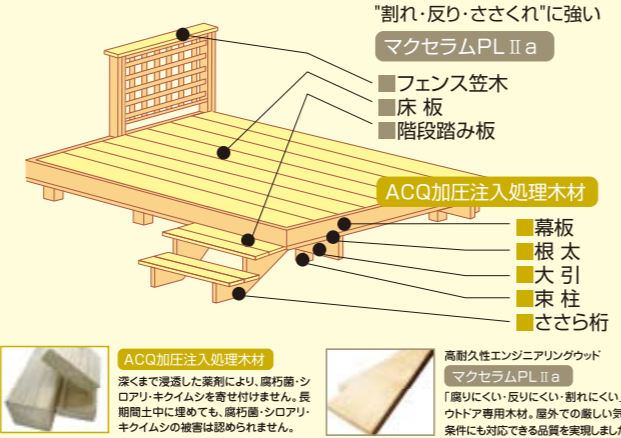 "割れ・反り・ささくれ"に強い
マクセラムPLⅡa
■フェンス笠木
■床 板
■階段踏み板
ACQ加圧注入処理木材
■幕板
■根 太
■大 引
■束 柱
■ささら桁
ACQ加圧注入処理木材
深くまで浸透した薬剤により、腐朽菌・シ
ロアリ・キクイムシを寄せ付けません。長
期間土中に埋めても、腐朽菌・シロアリ・
キクイムシの被害は認められません。
高耐久性エンジニアリングウッド
マクセラムPLⅡa
「腐りにくい・反りにくい・割れにくい」
ウトドア専用木材。屋外での厳しい気
条件にも対応できる品質を実現しました